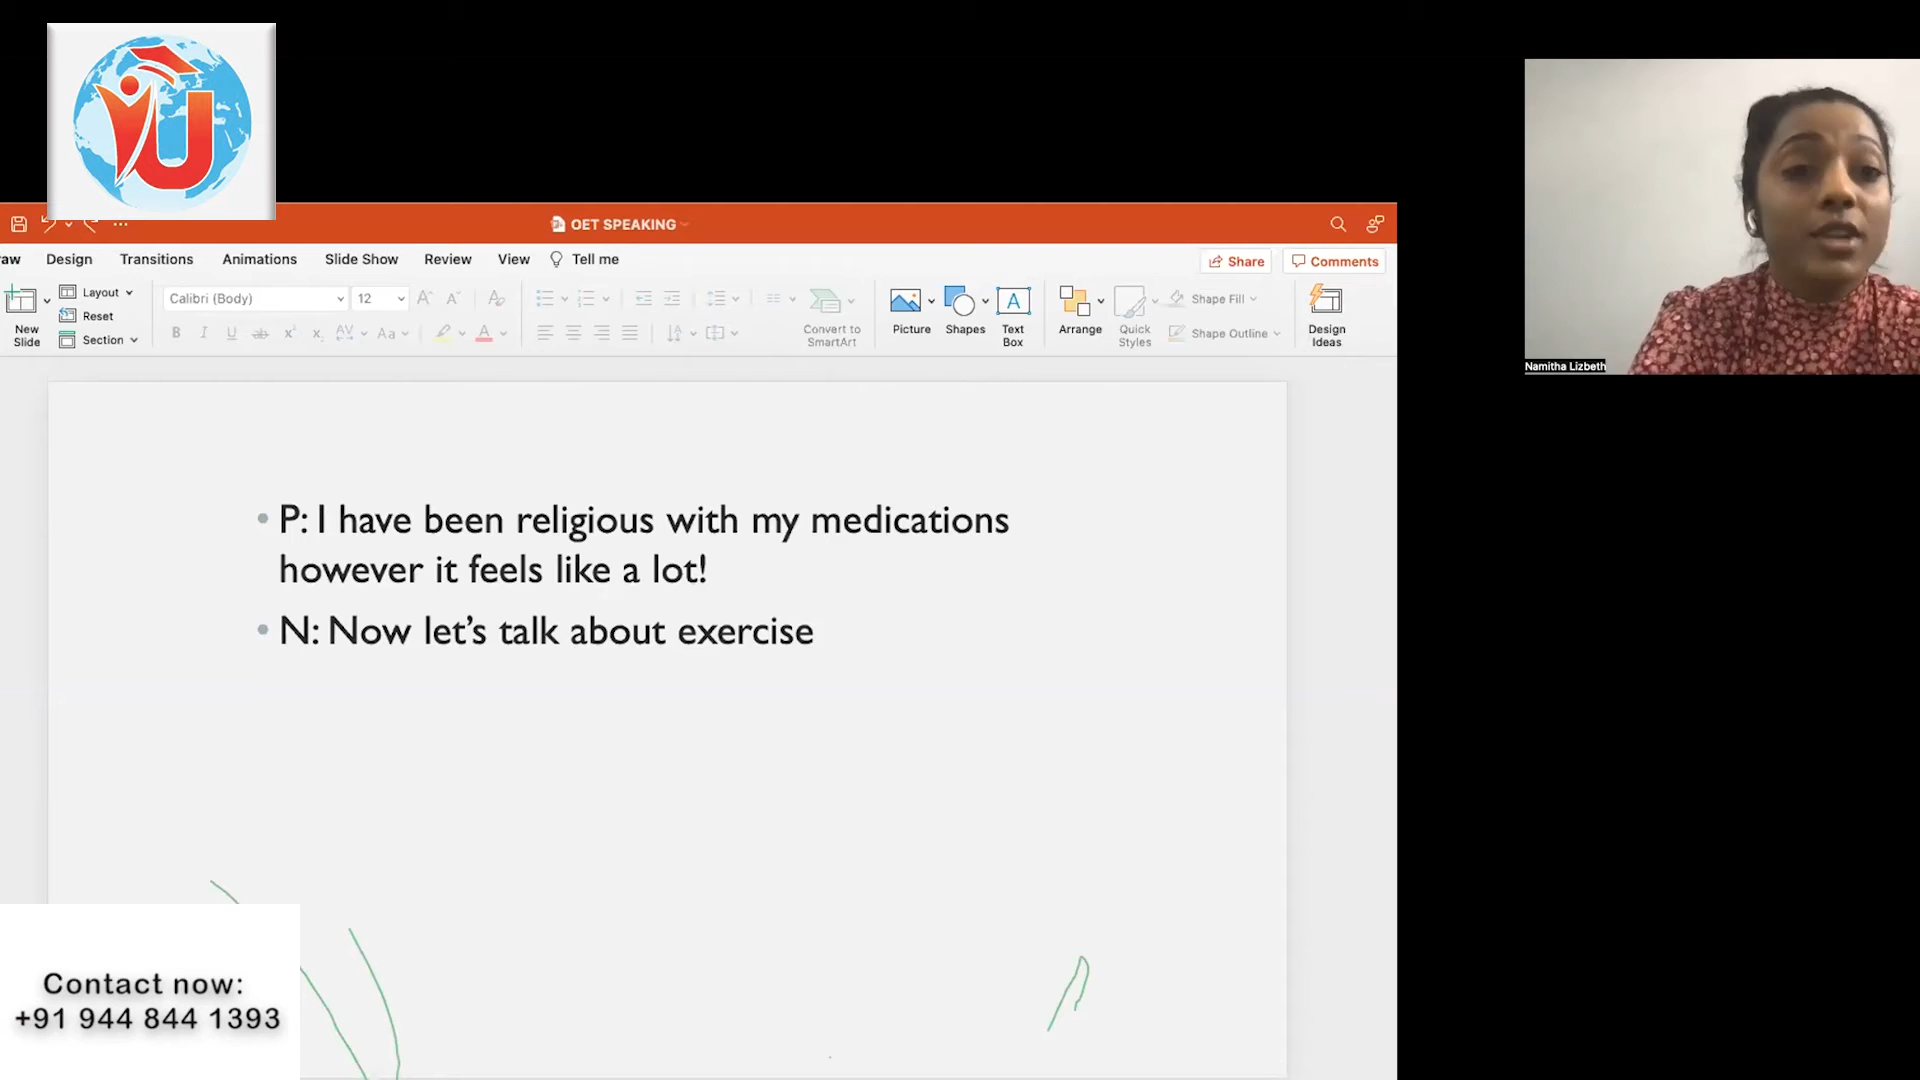 OET SPEAKING
aw Design Transitions Animations Slide Show Review View Tell me
Share Comments
New Slide
Layout
Reset
Section
Calibri (Body) 12
Convert to SmartArt
Picture
Shapes
Text Box
Arrange
Quick Styles
Shape Fill
Shape Outline
Design Ideas
Namitha Lizbeth
• P: I have been religious with my medications
however it feels like a lot!
• N: Now let's talk about exercise
Contact now:
+91 944 844 1393